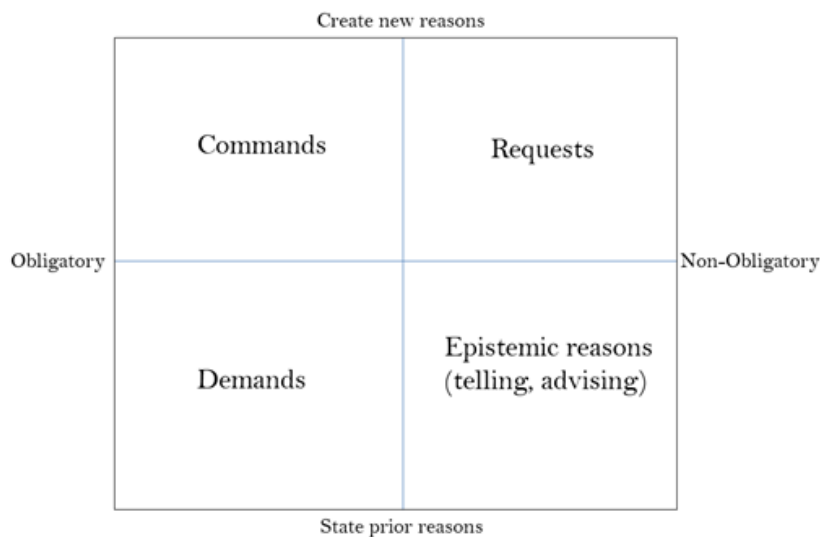 Create new reasons
Commands
Requests
Obligatory
Non-Obligatory
Epistemic reasons
(telling, advising)
Demands
State prior reasons